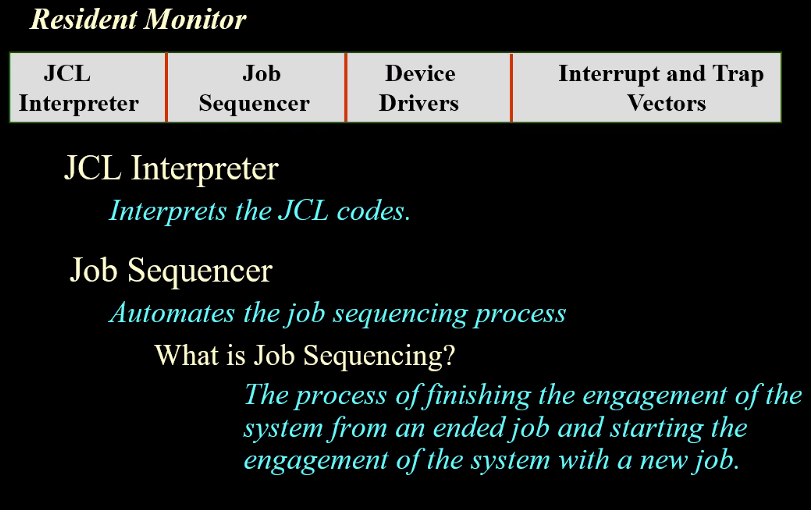 Resident Monitor
JCL Interpreter
Job Sequencer
Device Drivers
Interrupt and Trap Vectors
JCL Interpreter
Interprets the JCL codes.
Job Sequencer
Automates the job sequencing process
What is Job Sequencing?
The process of finishing the engagement of the
system from an ended job and starting the
engagement of the system with a new job.